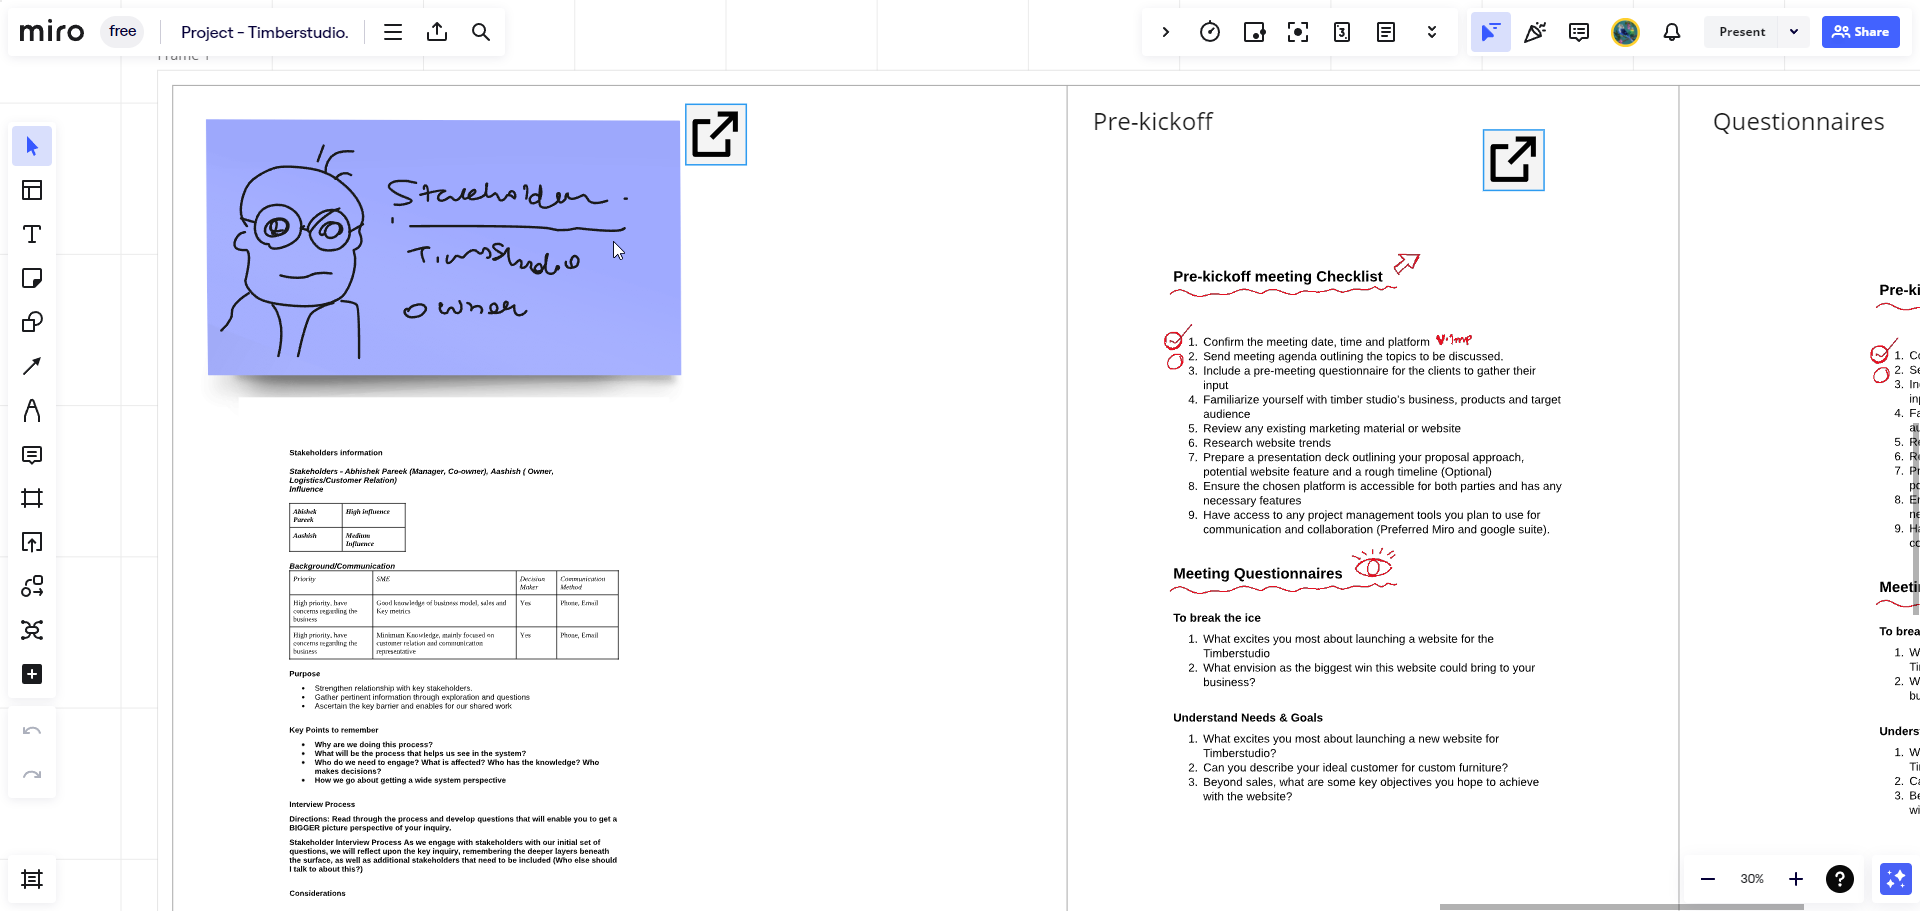 miro
free
Project - Timberstudio.
Present
Share
Frame 1
Stakeholder.
owner
Stakeholders information
Stakeholders - Abhishek Pareek (Manager, Co-owner), Aashish ( Owner,
Logistics/Customer Relation)
Influence
Abishek Pareek
High influence
Aashish
Medium Influence
Background/Communication
Priority
SME
Decision Maker
Communication Method
High priority, have concerns regarding the business
Good knowledge of business model, sales and Key metrics
Yes
Phone, Email
High priority, have concerns regarding the business
Minimum Knowledge, mainly focused on customer relation and communication representative
Yes
Phone, Email
Purpose
• Strengthen relationship with key stakeholders.
• Gather pertinent information through exploration and questions
• Ascertain the key barrier and enables for our shared work
Key Points to remember
• Why are we doing this process?
• What will be the process that helps us see in the system?
• Who do we need to engage? What is affected? Who has the knowledge? Who
makes decisions?
• How we go about getting a wide system perspective
Interview Process
Directions: Read through the process and develop questions that will enable you to get a
BIGGER picture perspective of your inquiry.
Stakeholder Interview Process As we engage with stakeholders with our initial set of
questions, we will reflect upon the key inquiry, remembering the deeper layers beneath
the surface, as well as additional stakeholders that need to be included (Who else should
I talk to about this?)
Considerations
Pre-kickoff
Pre-kickoff meeting Checklist
1. Confirm the meeting date, time and platform V.Imp
2. Send meeting agenda outlining the topics to be discussed.
3. Include a pre-meeting questionnaire for the clients to gather their
input
4. Familiarize yourself with timber studio's business, products and target
audience
5. Review any existing marketing material or website
6. Research website trends
7. Prepare a presentation deck outlining your proposal approach,
potential website feature and a rough timeline (Optional)
8. Ensure the chosen platform is accessible for both parties and has any
necessary features
9. Have access to any project management tools you plan to use for
communication and collaboration (Preferred Miro and google suite).
Meeting Questionnaires
To break the ice
1. What excites you most about launching a website for the
Timberstudio
2. What envision as the biggest win this website could bring to your
business?
Understand Needs & Goals
1. What excites you most about launching a new website for
Timberstudio?
2. Can you describe your ideal customer for custom furniture?
3. Beyond sales, what are some key objectives you hope to achieve
with the website?
Questionnaires
Pre-ki
1. Co
2. Se
3. In
4. Fa
5. Re
6. Re
7. Pr
8. En
9. Ha
Meetin
To brea
1. W
2. W
bu
Unders
1. W
2. Ca
3. Be
wi
30%